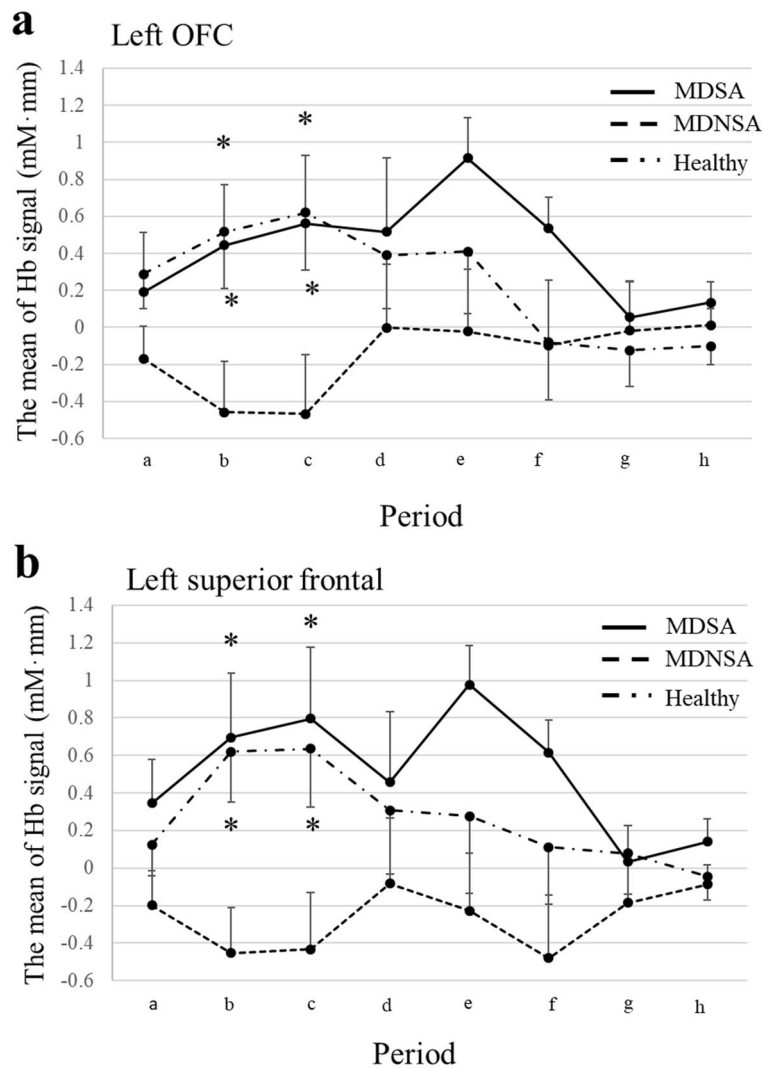 a
Left OFC
The mean of Hb signal (mM·mm)
1.4
1.2
1
0.8
0.6
0.4
0.2
0
-0.2
-0.4
-0.6
MDSA
MDNSA
Healthy
* *
* *
a b c d e f g h
Period
b
Left superior frontal
The mean of Hb signal (mM·mm)
1.4
1.2
1
0.8
0.6
0.4
0.2
0
-0.2
-0.4
-0.6
MDSA
MDNSA
Healthy
* *
* *
a b c d e f g h
Period